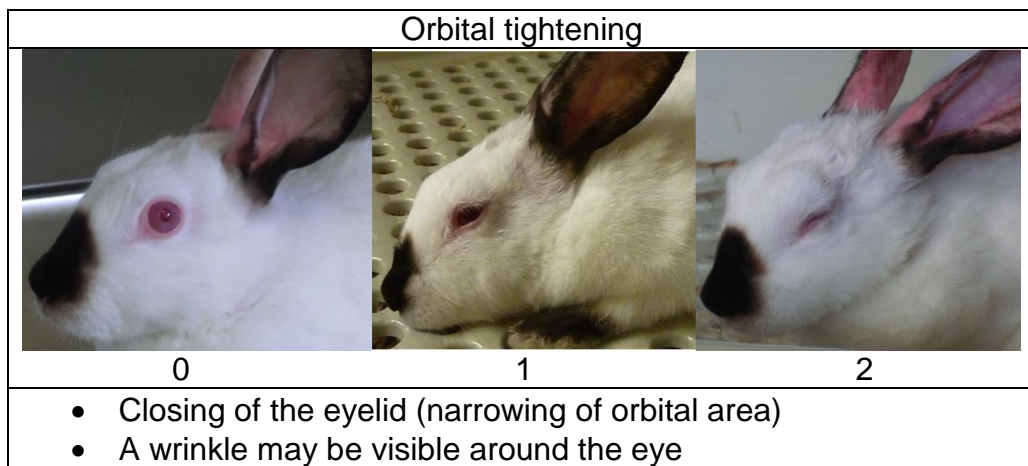 Orbital tightening
0 1 2
• Closing of the eyelid (narrowing of orbital area)
• A wrinkle may be visible around the eye